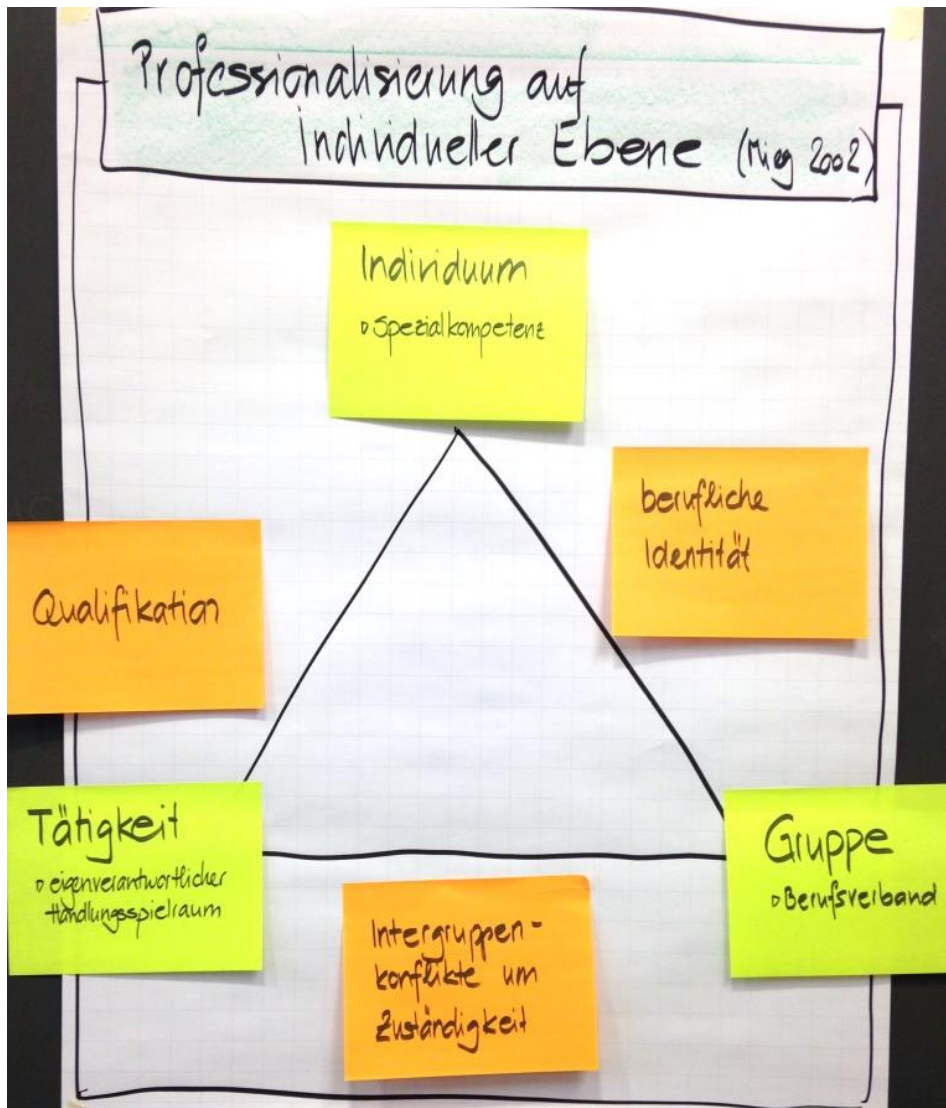 Professionalisierung auf
Individueller Ebene (Mieg 2002)
Individuum
Spezialkompetenz
berufliche
Identität
Qualifikation
Tätigkeit
eigenverantwortlicher
Handlungsspielraum
Gruppe
Berufsverband
Intergruppen-
konflikte um
Zuständigkeit